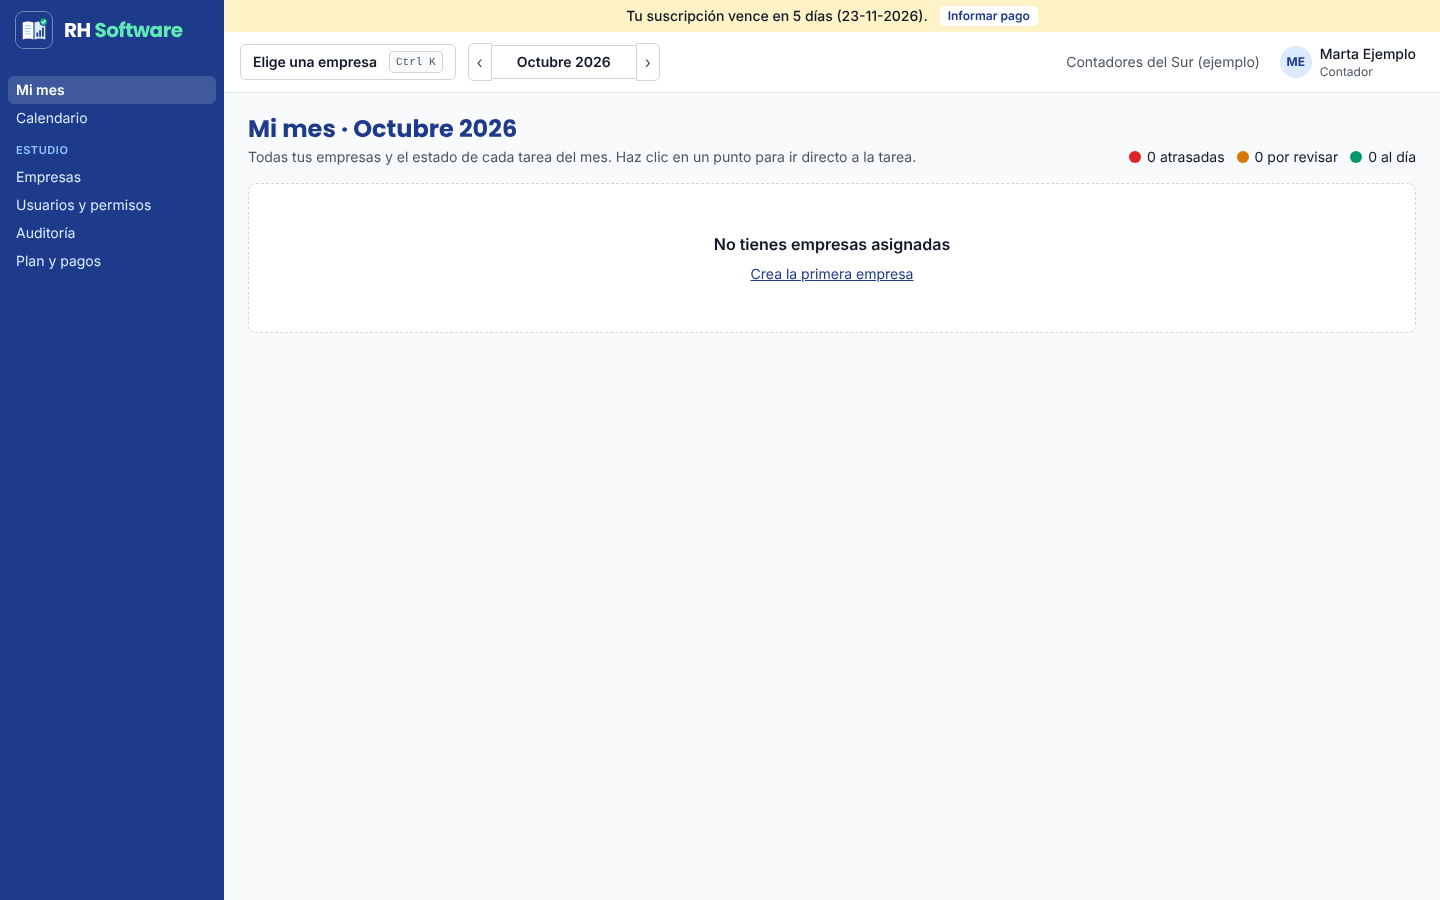 RH Software
Mi mes
Calendario
ESTUDIO
Empresas
Usuarios y permisos
Auditoría
Plan y pagos
Tu suscripción vence en 5 días (23-11-2026). Informar pago
Elige una empresa Ctrl K ‹ Octubre 2026 › Contadores del Sur (ejemplo) ME Marta Ejemplo
Contador
Mi mes · Octubre 2026
Todas tus empresas y el estado de cada tarea del mes. Haz clic en un punto para ir directo a la tarea. 0 atrasadas 0 por revisar 0 al día
No tienes empresas asignadas
Crea la primera empresa